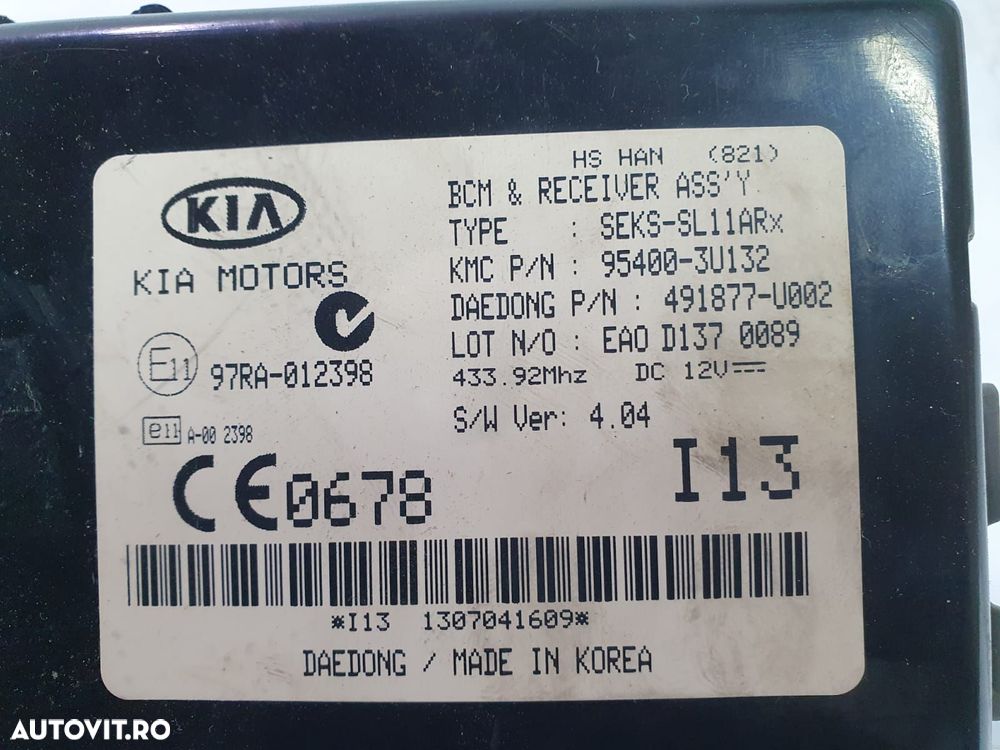 HS HAN (821)
BCM & RECEIVER ASS'Y
TYPE : SEKS-SL11ARx
KMC P/N : 95400-3U132
DAEDONG P/N : 491877-U002
LOT N/O : EAO D137 0089
433.92Mhz DC 12V
S/W Ver: 4.04
I13
KIA
KIA MOTORS
E11 97RA-012398
e11 A-00 2398
CE0678
*I13 1307041609*
DAEDONG / MADE IN KOREA
AUTOVIT.RO